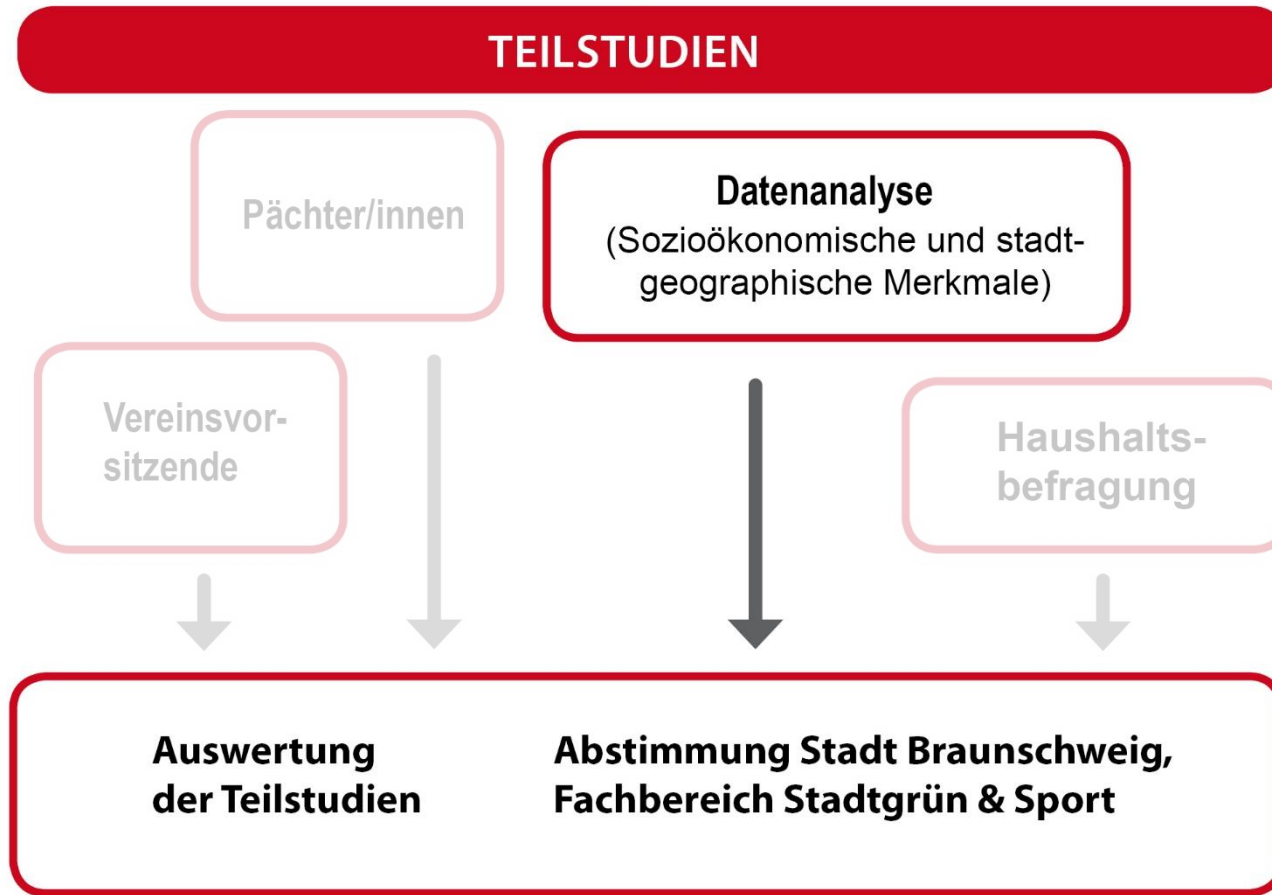 TEILSTUDIEN
Pächter/innen
Datenanalyse
(Sozioökonomische und stadt-
geographische Merkmale)
Vereinsvor-
sitzende
Haushalts-
befragung
Auswertung
der Teilstudien
Abstimmung Stadt Braunschweig,
Fachbereich Stadtgrün & Sport